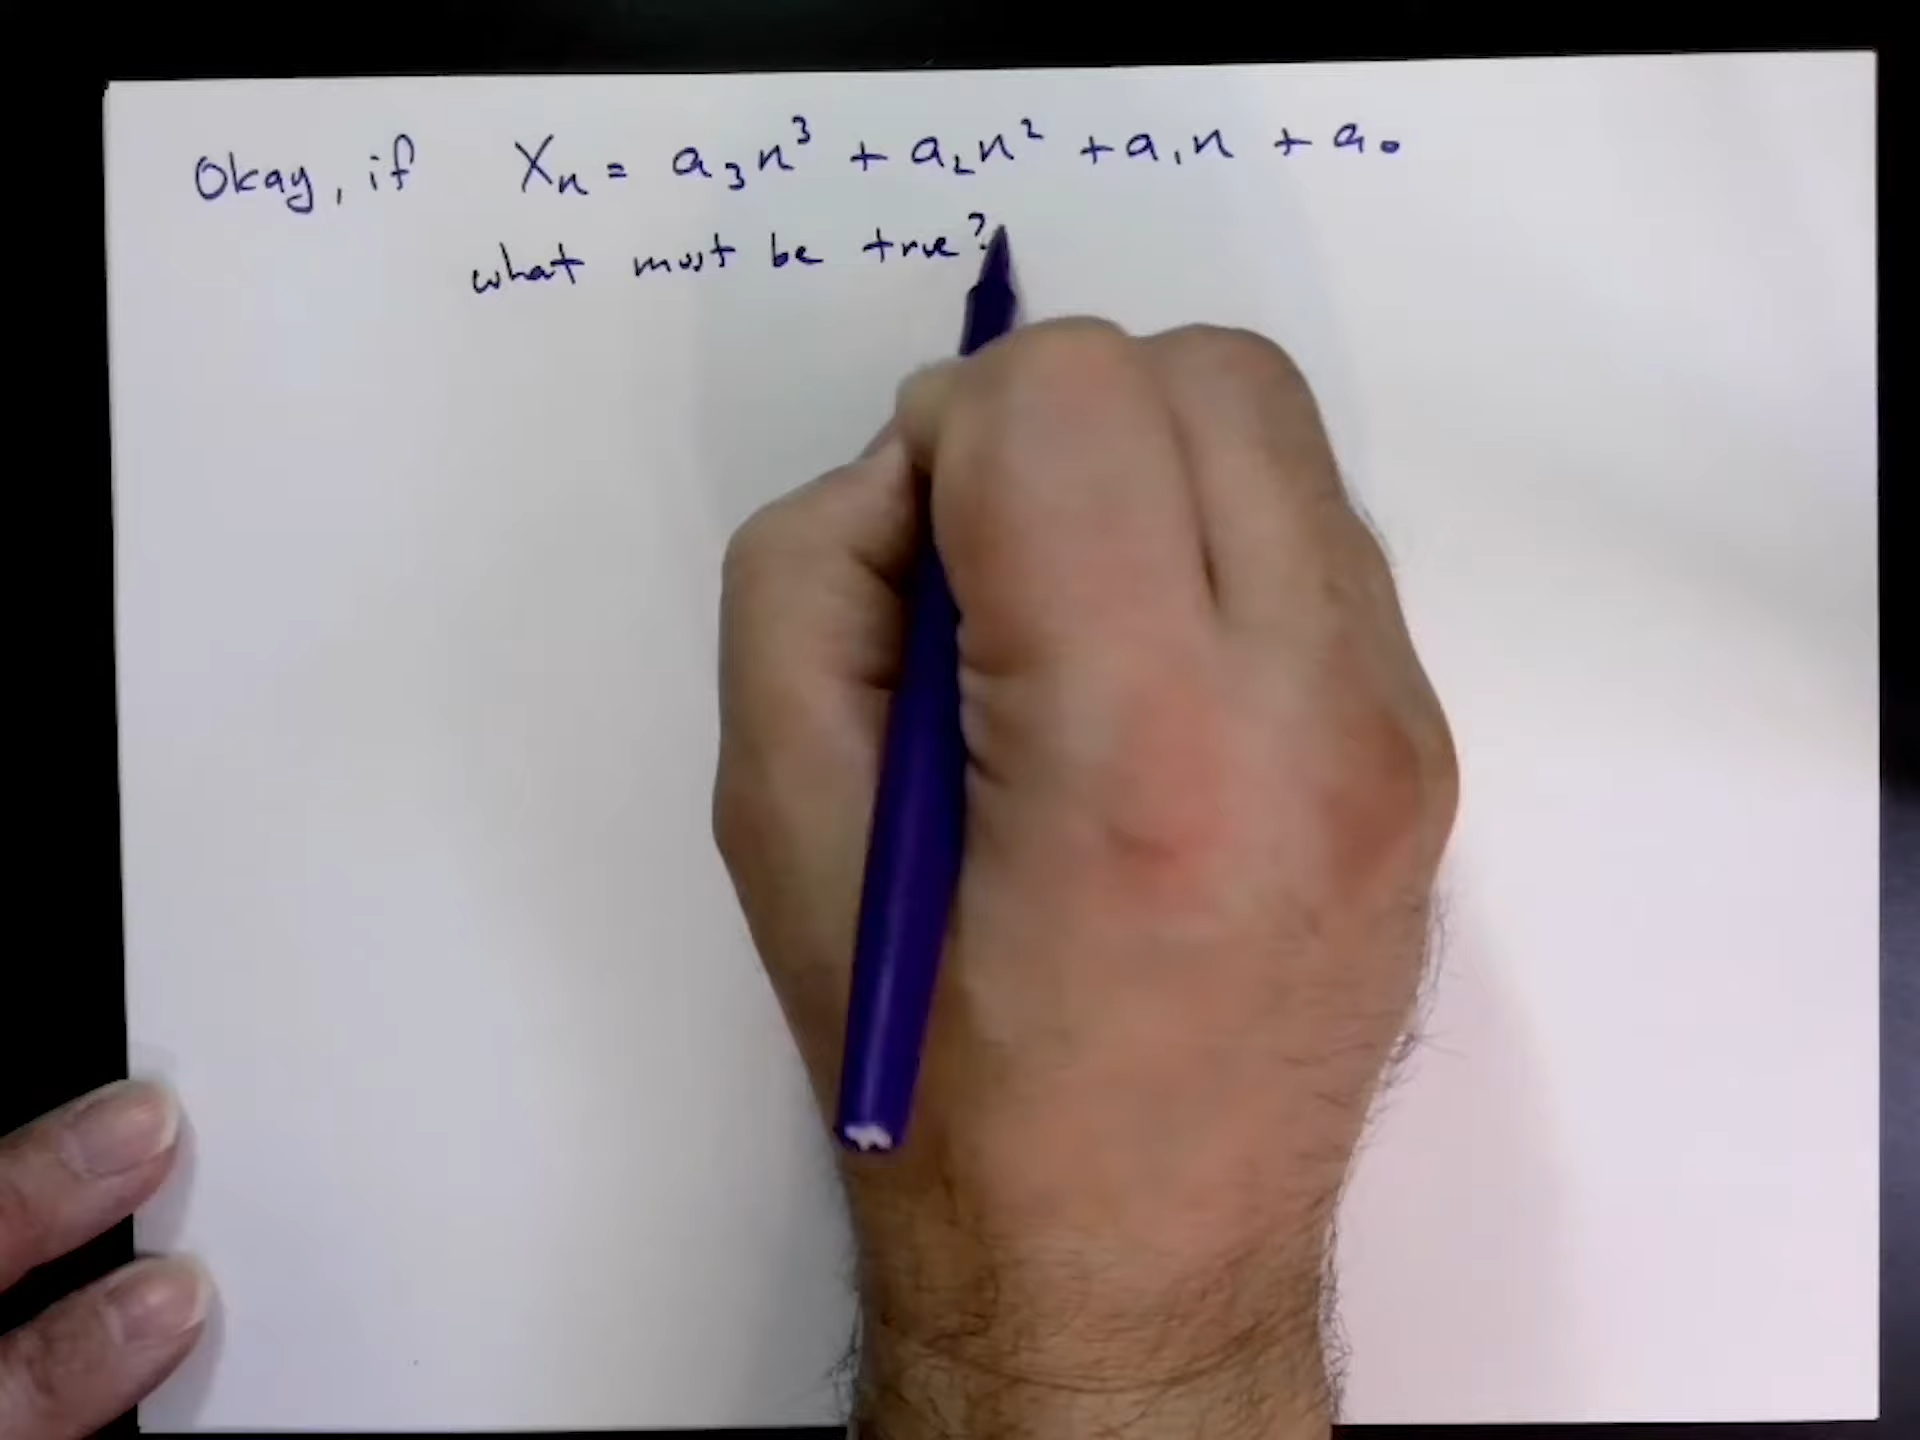 Okay, if Xₙ = a₃n³ + a₂n² + a₁n + a₀
what must be true?